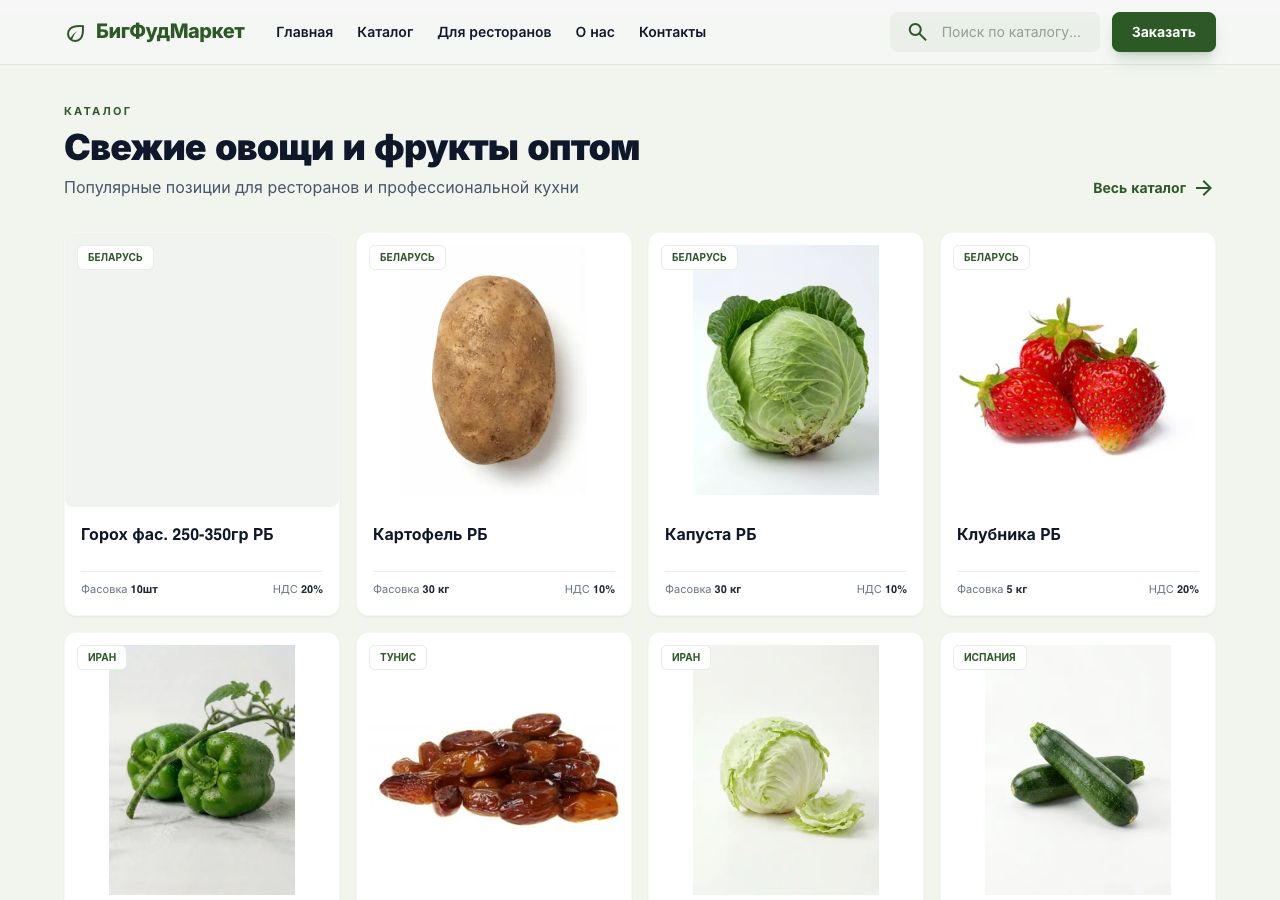 БигФудМаркет
Главная
Каталог
Для ресторанов
О нас
Контакты
Поиск по каталогу...
Заказать
КАТАЛОГ
Свежие овощи и фрукты оптом
Популярные позиции для ресторанов и профессиональной кухни
Весь каталог
БЕЛАРУСЬ
БЕЛАРУСЬ
БЕЛАРУСЬ
БЕЛАРУСЬ
Горох фас. 250-350гр РБ
Картофель РБ
Капуста РБ
Клубника РБ
Фасовка 10шт
НДС 20%
Фасовка 30 кг
НДС 10%
Фасовка 30 кг
НДС 10%
Фасовка 5 кг
НДС 20%
ИРАН
ТУНИС
ИРАН
ИСПАНИЯ